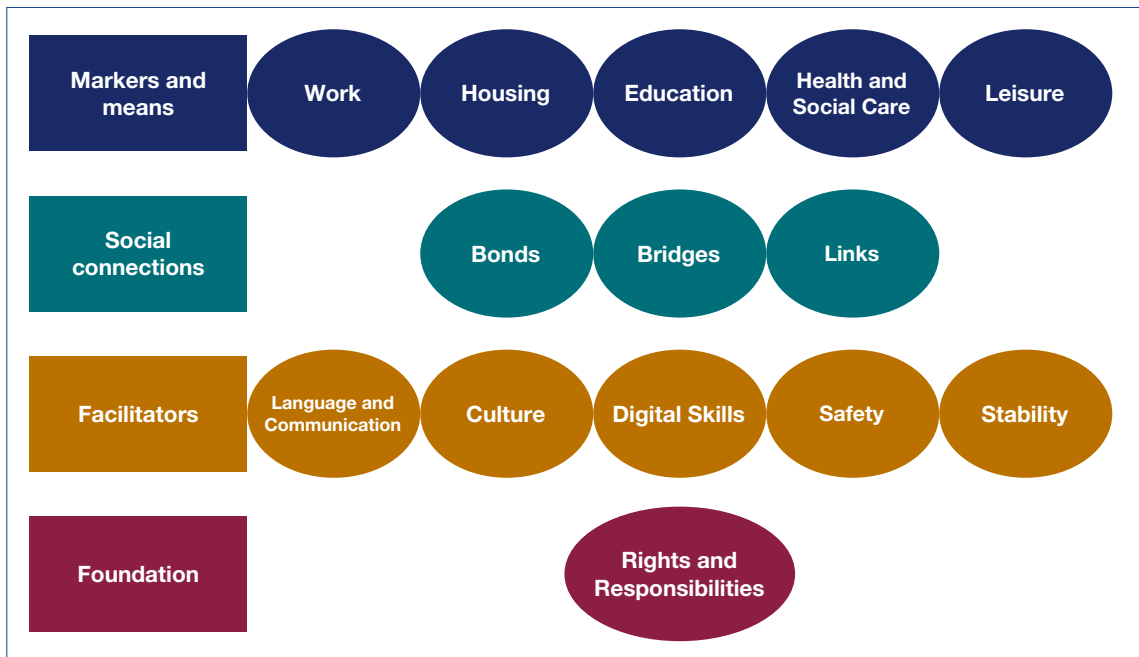 Markers and
means
Work
Housing
Education
Health and
Social Care
Leisure
Social
connections
Bonds
Bridges
Links
Facilitators
Language and
Communication
Culture
Digital Skills
Safety
Stability
Foundation
Rights and
Responsibilities